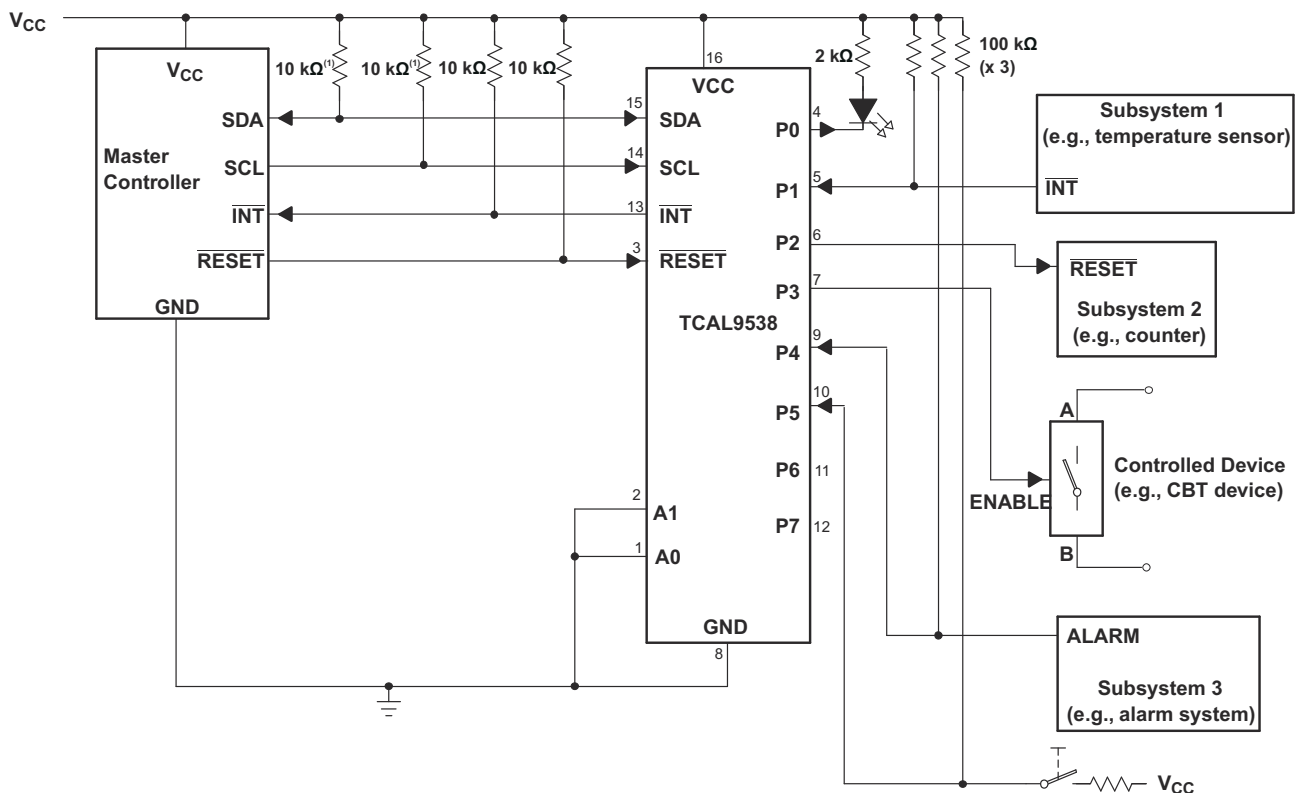 VCC
VCC
10 kΩ(1)
10 kΩ(1)
10 kΩ
10 kΩ
16
VCC
2 kΩ
100 kΩ
(x 3)
Master
Controller
SDA
SCL
INT
RESET
GND
15
SDA
14
SCL
13
INT
3
RESET
TCAL9538
2
A1
1
A0
GND
8
P0
4
P1
5
P2
6
P3
7
P4
9
P5
10
P6
11
P7
12
Subsystem 1
(e.g., temperature sensor)
INT
RESET
Subsystem 2
(e.g., counter)
A
ENABLE
B
Controlled Device
(e.g., CBT device)
ALARM
Subsystem 3
(e.g., alarm system)
VCC